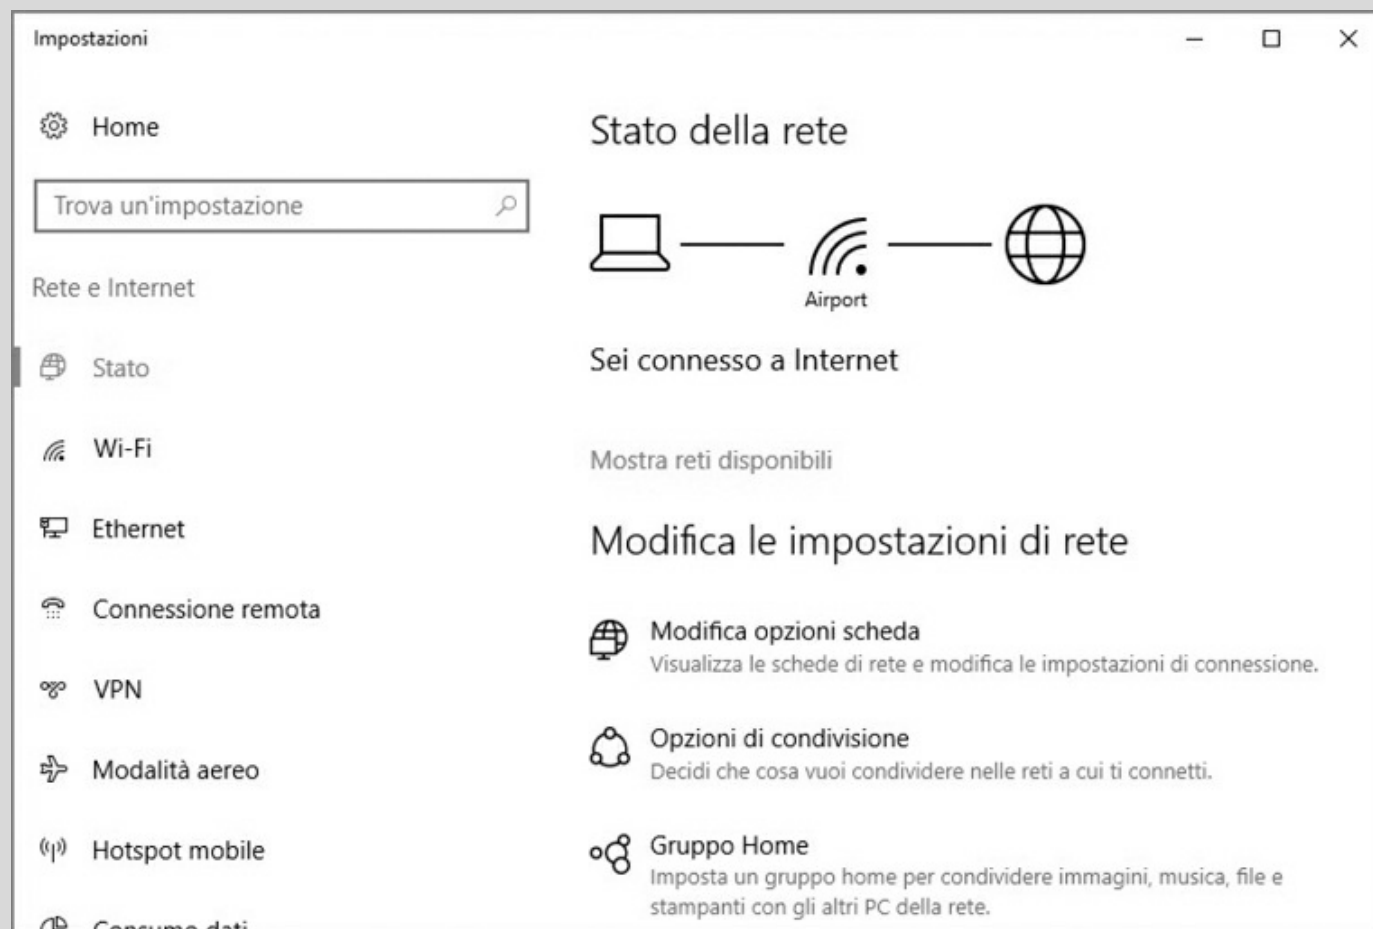 Impostazioni
Home
Trova un'impostazione
Rete e Internet
Stato
Wi-Fi
Ethernet
Connessione remota
VPN
Modalità aereo
Hotspot mobile
Consumo dati
Stato della rete
Airport
Sei connesso a Internet
Mostra reti disponibili
Modifica le impostazioni di rete
Modifica opzioni scheda
Visualizza le schede di rete e modifica le impostazioni di connessione.
Opzioni di condivisione
Decidi che cosa vuoi condividere nelle reti a cui ti connetti.
Gruppo Home
Imposta un gruppo home per condividere immagini, musica, file e
stampanti con gli altri PC della rete.